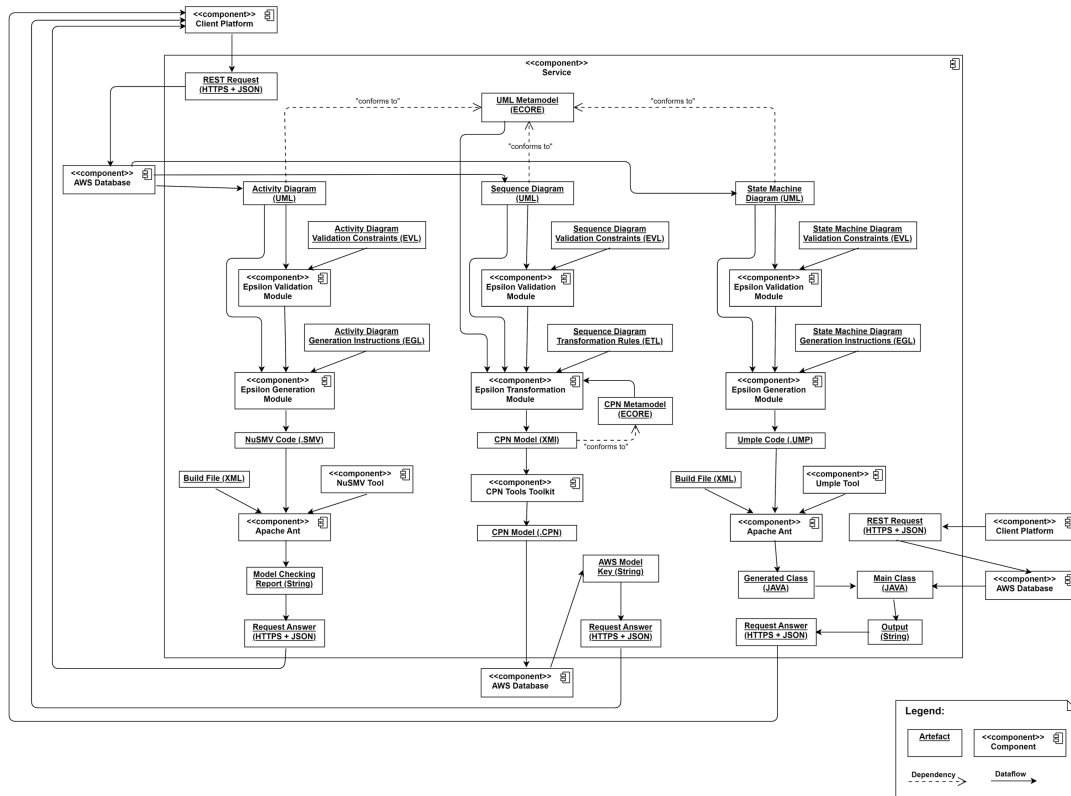 <<component>>
Client Platform
<<component>>
Service
REST Request
(HTTPS + JSON)
UML Metamodel
(ECORE)
"conforms to"
"conforms to"
"conforms to"
<<component>>
AWS Database
Activity Diagram
(UML)
Sequence Diagram
(UML)
State Machine
Diagram (UML)
Activity Diagram
Validation Constraints (EVL)
Sequence Diagram
Validation Constraints (EVL)
State Machine Diagram
Validation Constraints (EVL)
<<component>>
Epsilon Validation
Module
<<component>>
Epsilon Validation
Module
<<component>>
Epsilon Validation
Module
Activity Diagram
Generation Instructions (EGL)
Sequence Diagram
Transformation Rules (ETL)
State Machine Diagram
Generation Instructions (EGL)
<<component>>
Epsilon Generation
Module
<<component>>
Epsilon Transformation
Module
CPN Metamodel
(ECORE)
<<component>>
Epsilon Generation
Module
NuSMV Code (.SMV)
CPN Model (XMI)
"conforms to"
Umple Code (.UMP)
Build File (XML)
<<component>>
NuSMV Tool
<<component>>
CPN Tools Toolkit
Build File (XML)
<<component>>
Umple Tool
<<component>>
Apache Ant
CPN Model (.CPN)
<<component>>
Apache Ant
REST Request
(HTTPS + JSON)
<<component>>
Client Platform
Model Checking
Report (String)
AWS Model
Key (String)
Generated Class
(JAVA)
Main Class
(JAVA)
<<component>>
AWS Database
Request Answer
(HTTPS + JSON)
Request Answer
(HTTPS + JSON)
Request Answer
(HTTPS + JSON)
Output
(String)
<<component>>
AWS Database
Legend:
Artefact
<<component>>
Component
Dependency
Dataflow